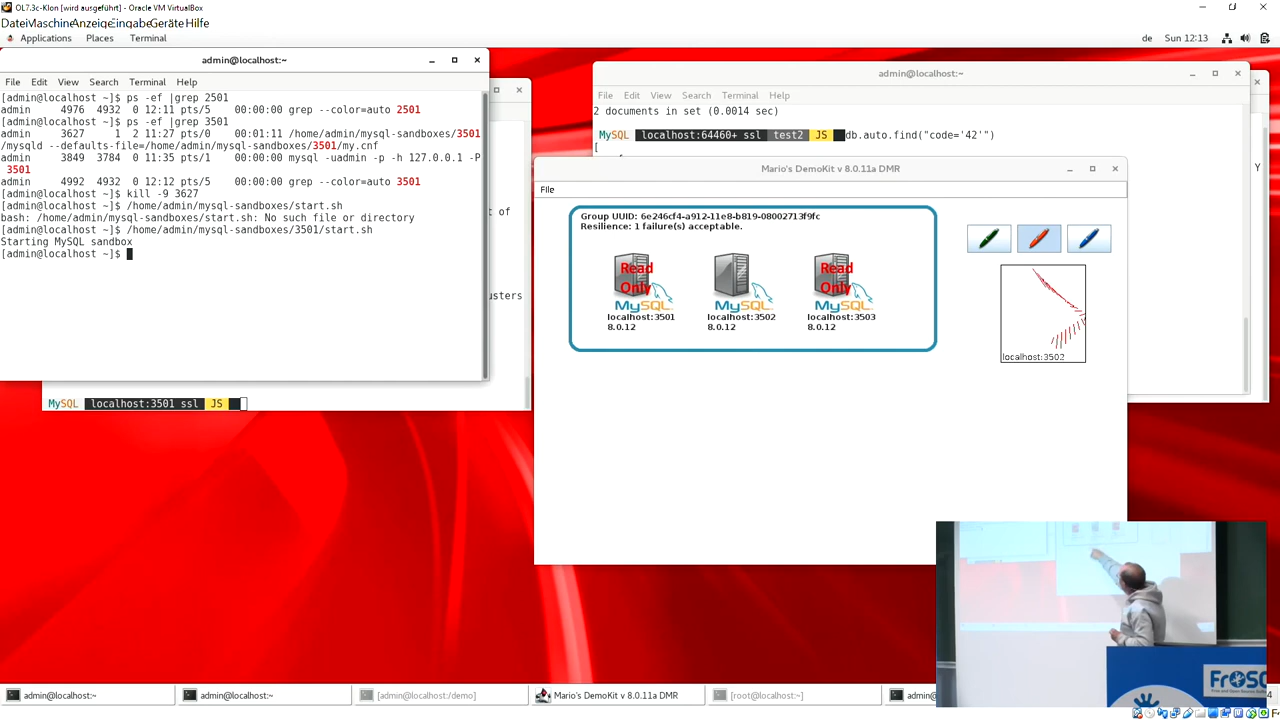 OL7.3c-Klon [wird ausgeführt] - Oracle VM VirtualBox
Datei Maschine Anzeige Eingabe Geräte Hilfe
Applications Places Terminal
de Sun 12:13
admin@localhost:~
File Edit View Search Terminal Help
[admin@localhost ~]$ ps -ef |grep 2501
admin 4976 4932 0 12:11 pts/5 00:00:00 grep --color=auto 2501
[admin@localhost ~]$ ps -ef |grep 3501
admin 3627 1 2 11:27 pts/0 00:01:11 /home/admin/mysql-sandboxes/3501
/mysqld --defaults-file=/home/admin/mysql-sandboxes/3501/my.cnf
admin 3849 3784 0 11:35 pts/1 00:00:00 mysql -uadmin -p -h 127.0.0.1 -P
3501
admin 4992 4932 0 12:12 pts/5 00:00:00 grep --color=auto 3501
[admin@localhost ~]$ kill -9 3627
[admin@localhost ~]$ /home/admin/mysql-sandboxes/start.sh
bash: /home/admin/mysql-sandboxes/start.sh: No such file or directory
[admin@localhost ~]$ /home/admin/mysql-sandboxes/3501/start.sh
Starting MySQL sandbox
[admin@localhost ~]$
t of
usters
MySQL localhost:3501 ssl JS
admin@localhost:~
File Edit View Search Terminal Help
2 documents in set (0.0014 sec)
MySQL localhost:64460+ ssl test2 JS db.auto.find("code='42'")
[
Y
Mario's DemoKit v 8.0.11a DMR
File
Group UUID: 6e246cf4-a912-11e8-b819-08002713f9fc
Resilience: 1 failure(s) acceptable.
Read Only
MySQL
localhost:3501
8.0.12
MySQL
localhost:3502
8.0.12
Read Only
MySQL
localhost:3503
8.0.12
localhost:3502
FrOSC
admin@localhost:~
admin@localhost:~
[admin@localhost:/demo]
Mario's DemoKit v 8.0.11a DMR
[root@localhost:~]
admin@